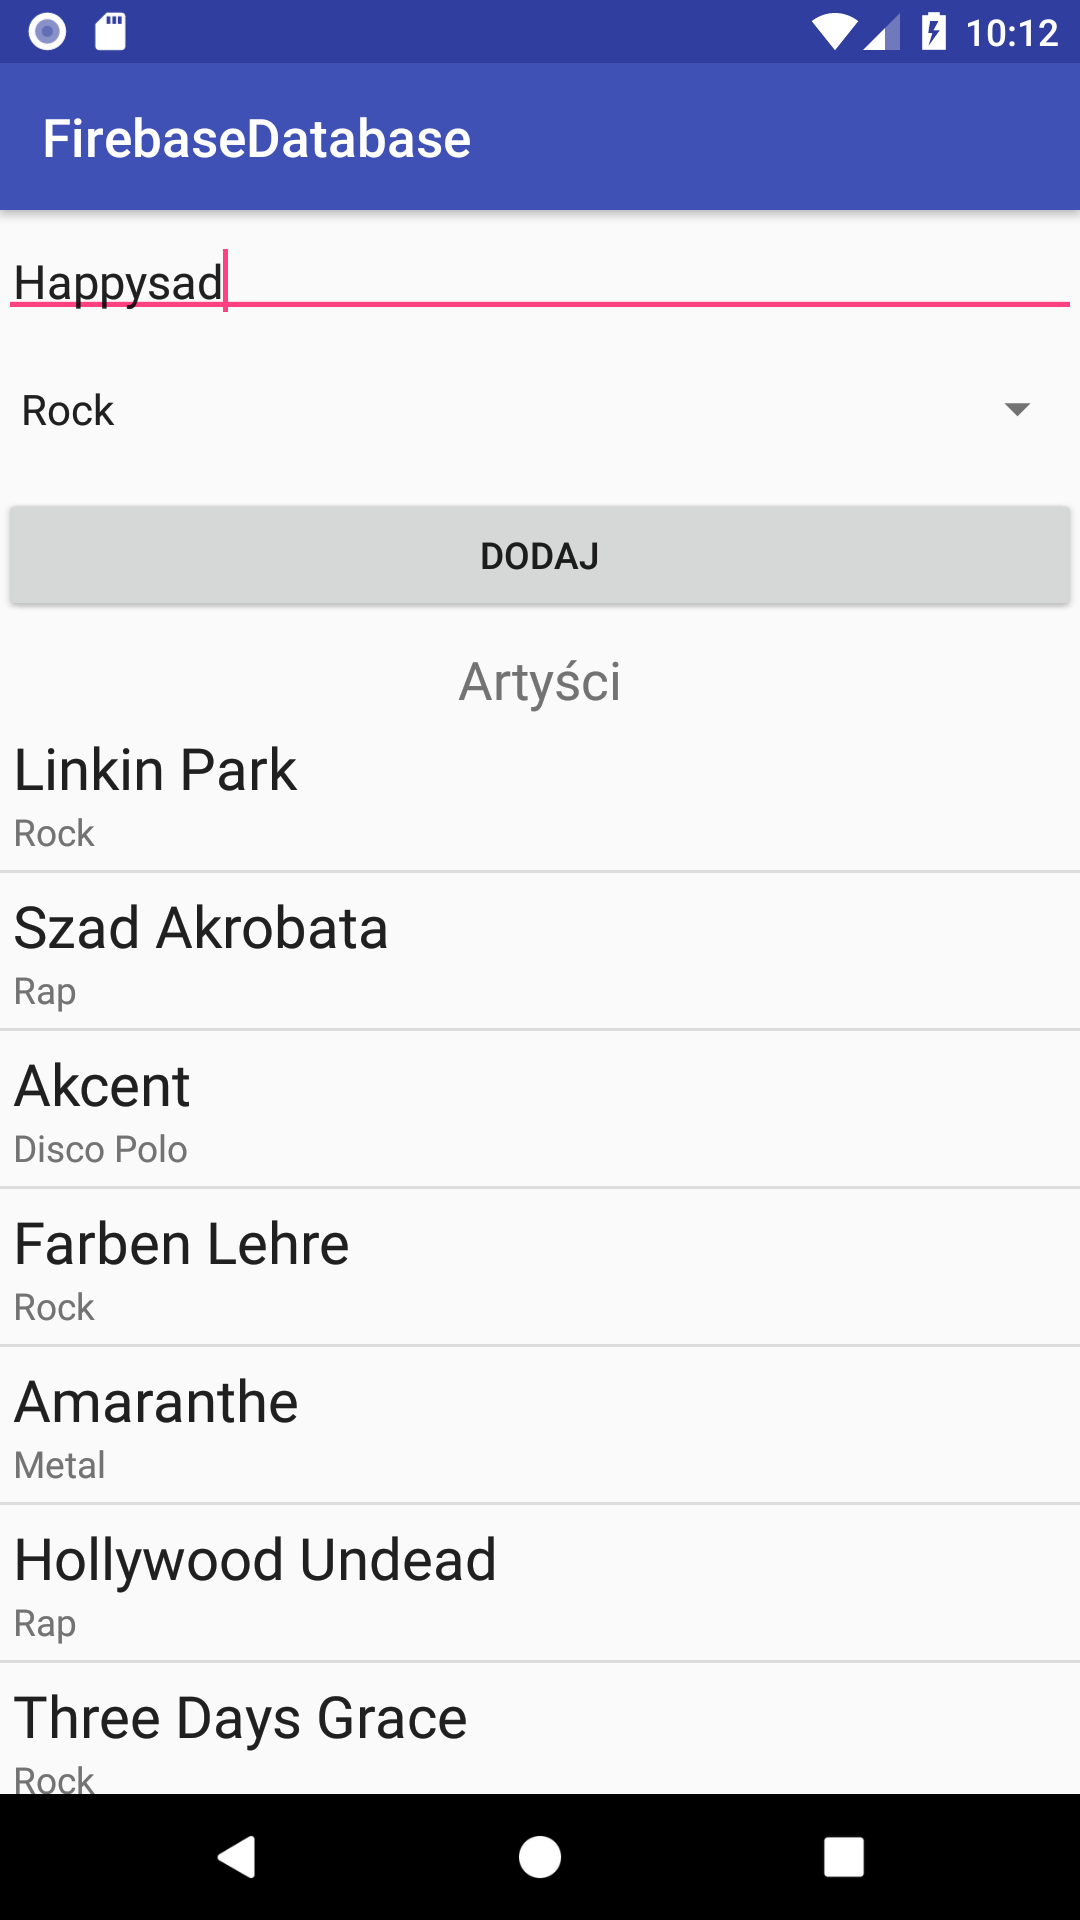 10:12
FirebaseDatabase
Happysad
Rock
DODAJ
Artyści
Linkin Park
Rock
Szad Akrobata
Rap
Akcent
Disco Polo
Farben Lehre
Rock
Amaranthe
Metal
Hollywood Undead
Rap
Three Days Grace
Rock